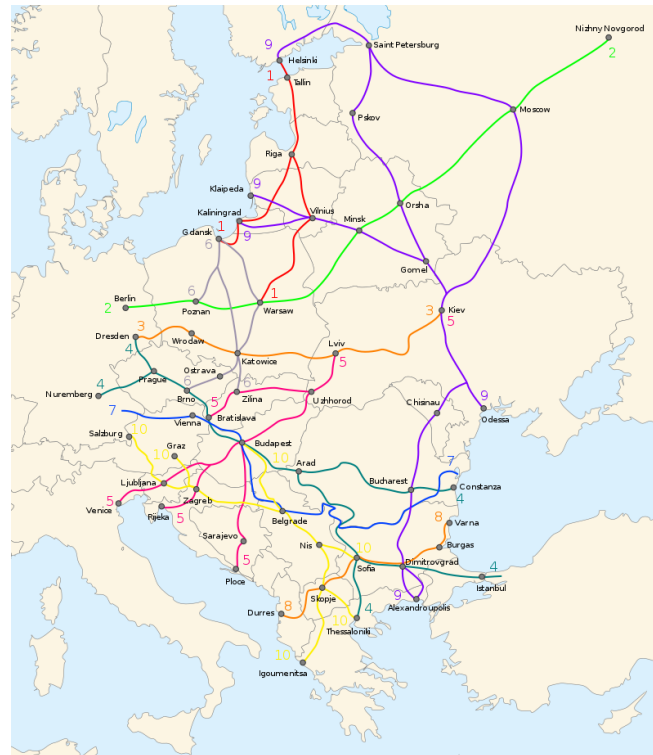 Nizhny Novgorod
2
9
Saint Petersburg
Helsinki
1
Tallin
Moscow
Pskov
Riga
Klaipeda
9
Kaliningrad
Vilnius
Orsha
1
Gdansk
9
Minsk
6
Gomel
6
1
Berlin
2
Poznan
Warsaw
3
Kiev
5
3
Dresden
Wrocław
Lviv
4
Katowice
5
Ostrava
Prague
4
6
6
Nuremberg
Brno
Zilina
Uzhhorod
5
Chisinau
9
7
Bratislava
Odessa
Vienna
10
Salzburg
Graz
Budapest
10
10
Arad
7
Ljubljana
Bucharest
Constanza
Zagreb
4
5
Venice
5
Rijeka
Belgrade
8
Varna
Sarajevo
Nis
10
Burgas
5
Sofia
Dimitrovgrad
Ploce
4
Istanbul
Skopje
9
Alexandroupolis
8
Durres
10
4
Thessaloniki
10
Igoumenitsa